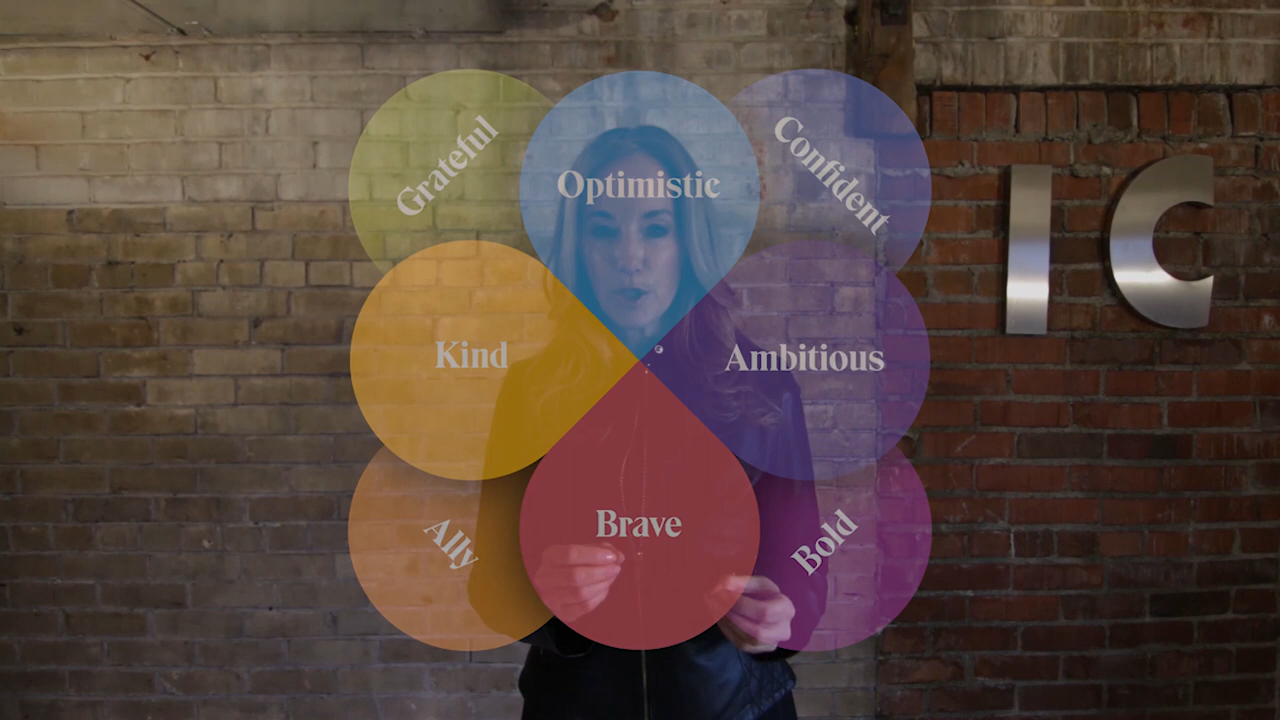 Grateful
Optimistic
Confident
IC
Kind
Ambitious
Ally
Brave
Bold